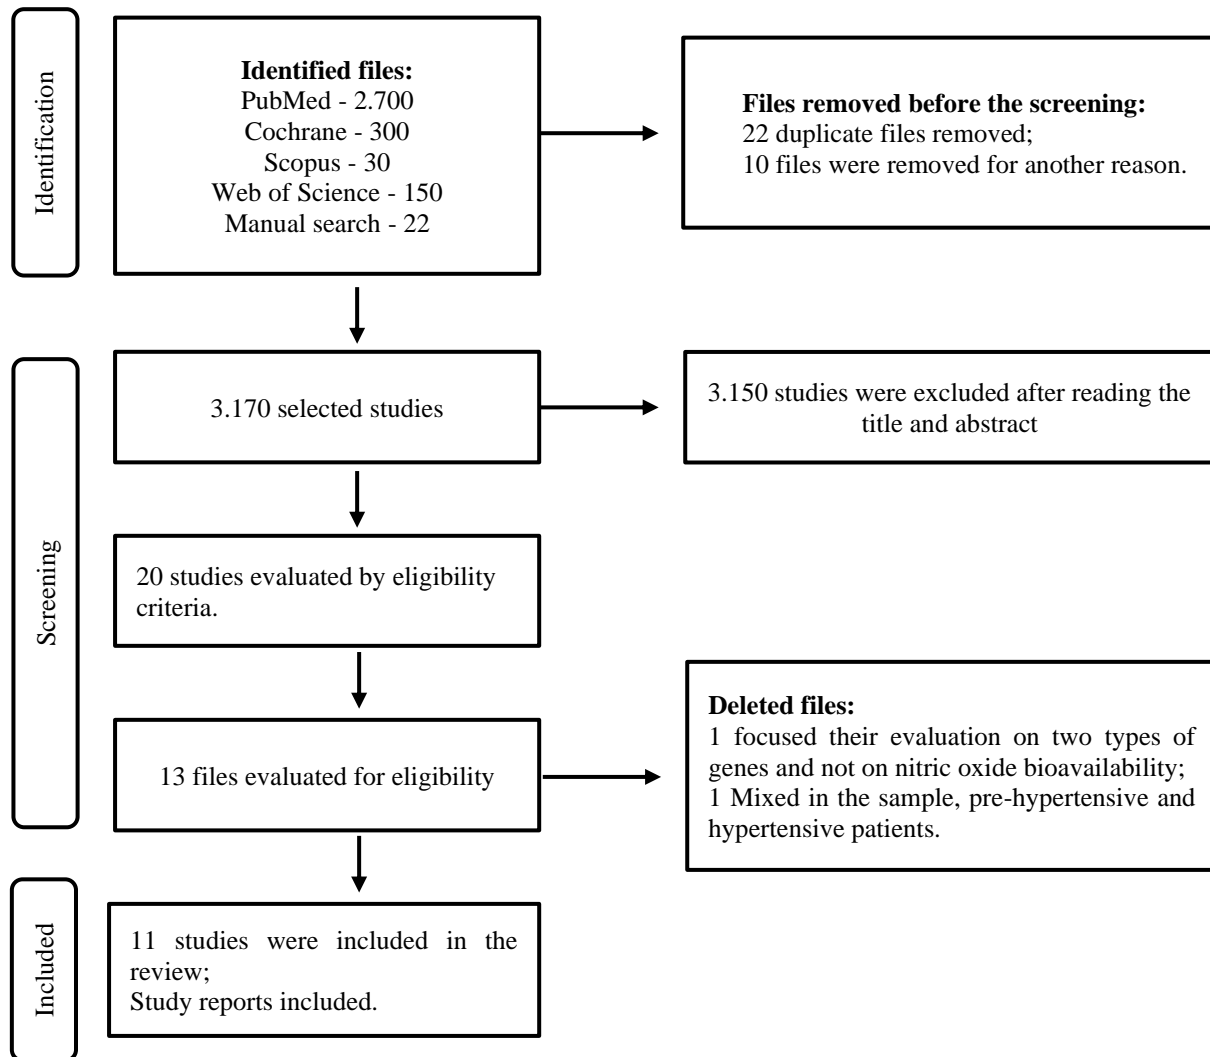 Identification
Identified files:
PubMed - 2.700
Cochrane - 300
Scopus - 30
Web of Science - 150
Manual search - 22
Files removed before the screening:
22 duplicate files removed;
10 files were removed for another reason.
Screening
3.170 selected studies
3.150 studies were excluded after reading the
title and abstract
20 studies evaluated by eligibility
criteria.
13 files evaluated for eligibility
Deleted files:
1 focused their evaluation on two types of
genes and not on nitric oxide bioavailability;
1 Mixed in the sample, pre-hypertensive and
hypertensive patients.
Included
11 studies were included in the
review;
Study reports included.